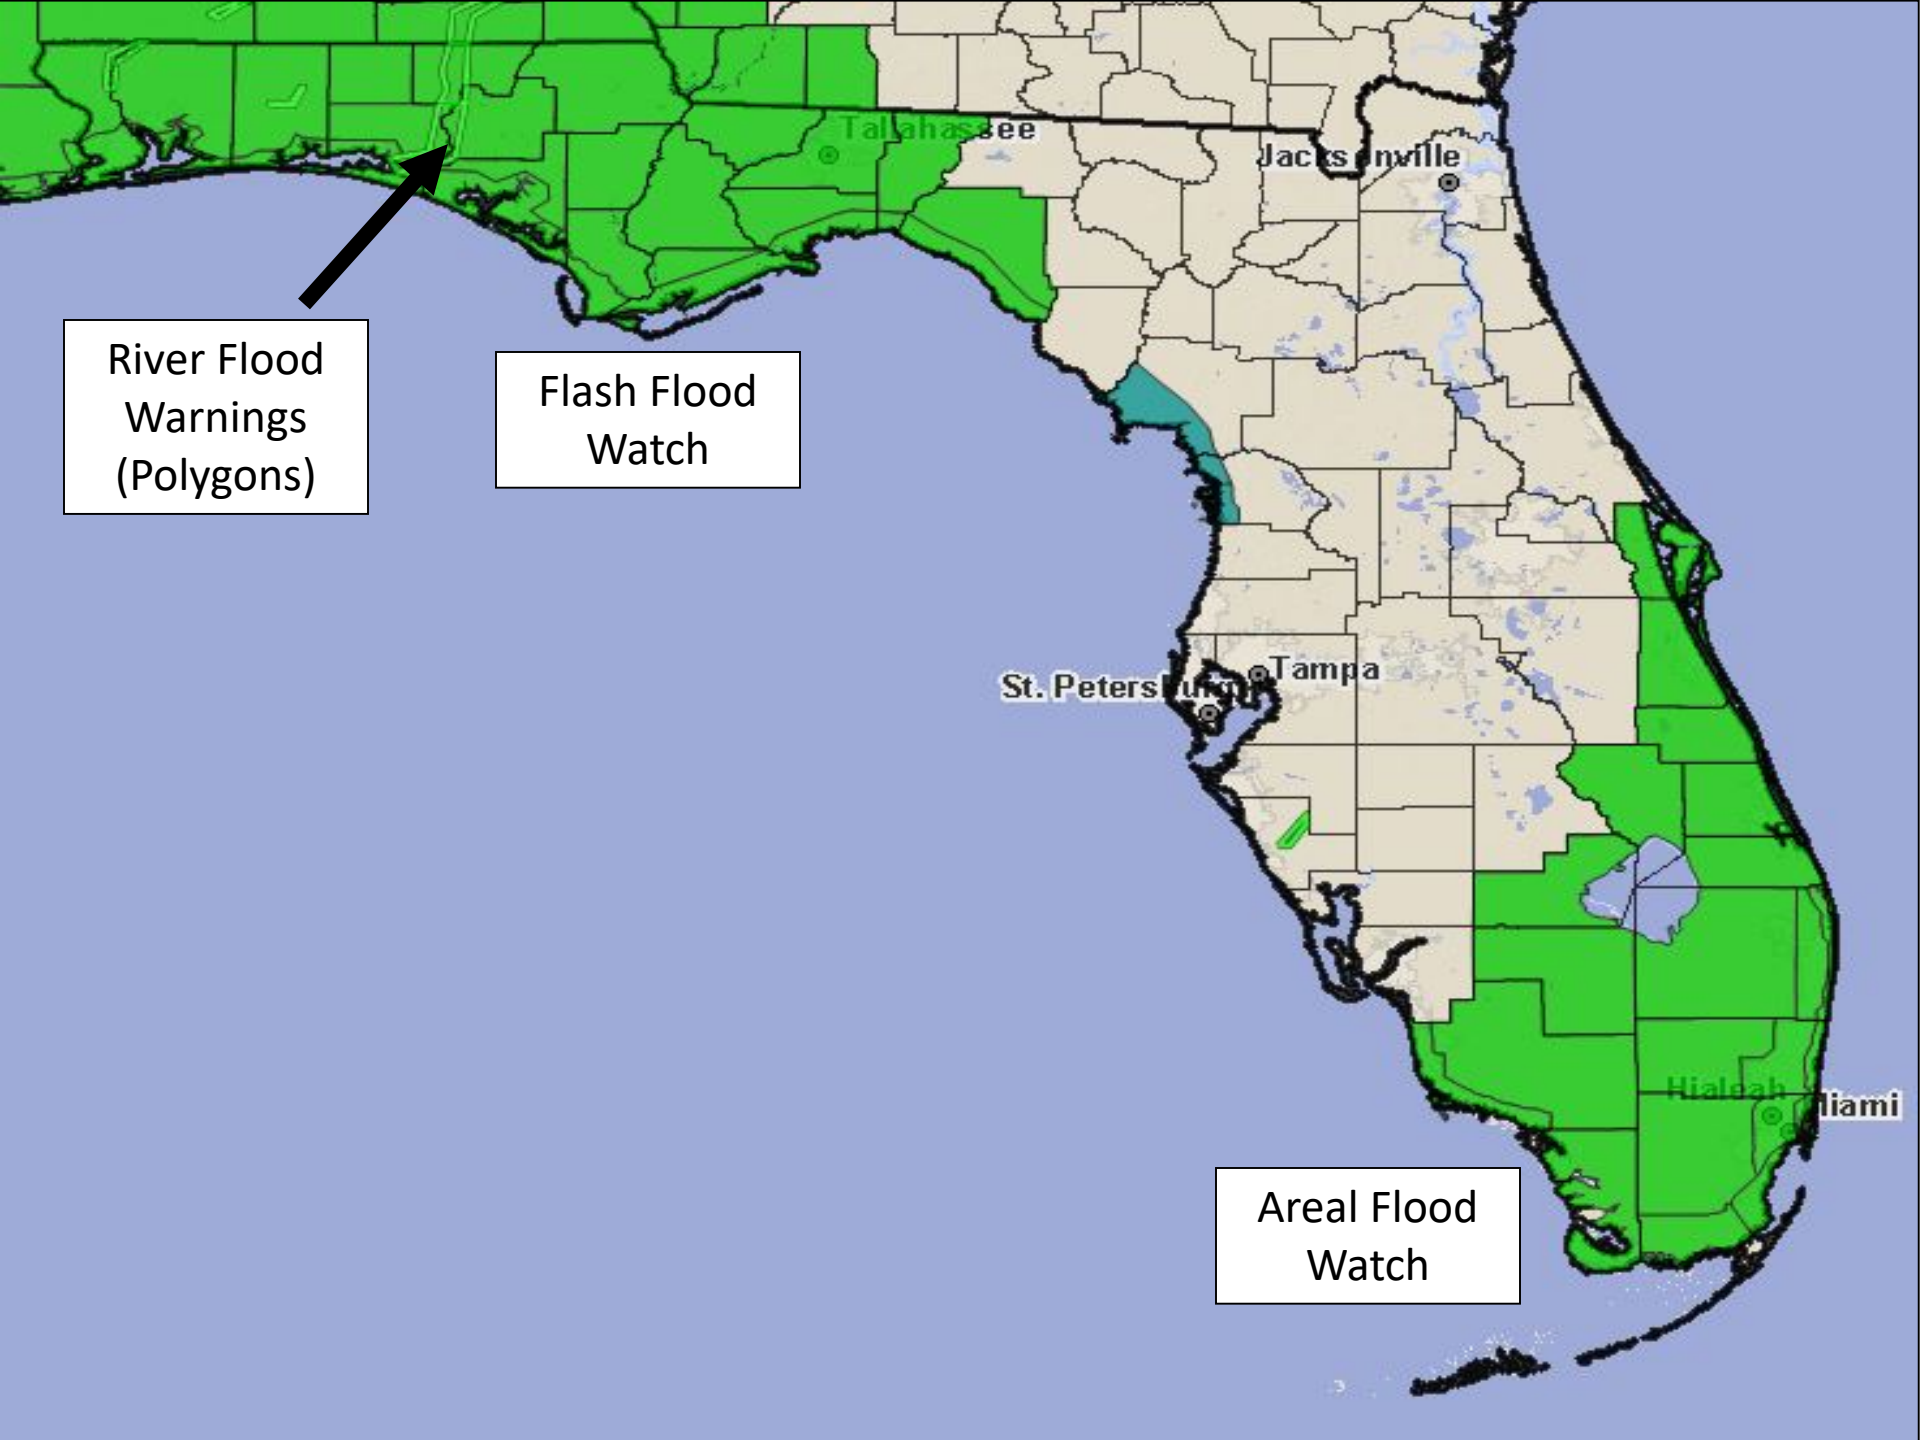 Tallahassee
Jacksonville
River Flood
Warnings
(Polygons)
Flash Flood
Watch
Tampa
St. Petersburg
Hialeah
Miami
Areal Flood
Watch